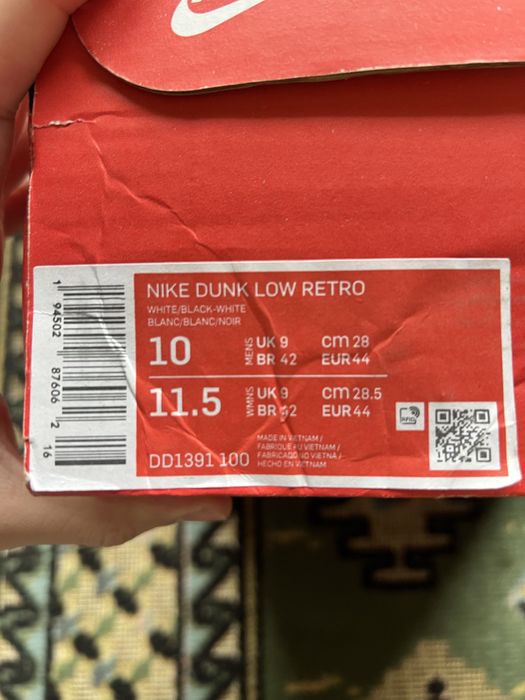 NIKE DUNK LOW RETRO
WHITE/BLACK-WHITE
BLANC/BLANC/NOIR
10 MENS UK 9 cm 28
BR 42 EUR 44
11.5 WMNS UK 9 cm 28.5
BR 42 EUR 44
DD1391 100
MADE IN VIETNAM /
FABRIQUE AU VIETNAM /
FABRICADO NO VIETNÃ /
HECHO EN VIETNAM
RFID
1 94502 87606 2
16